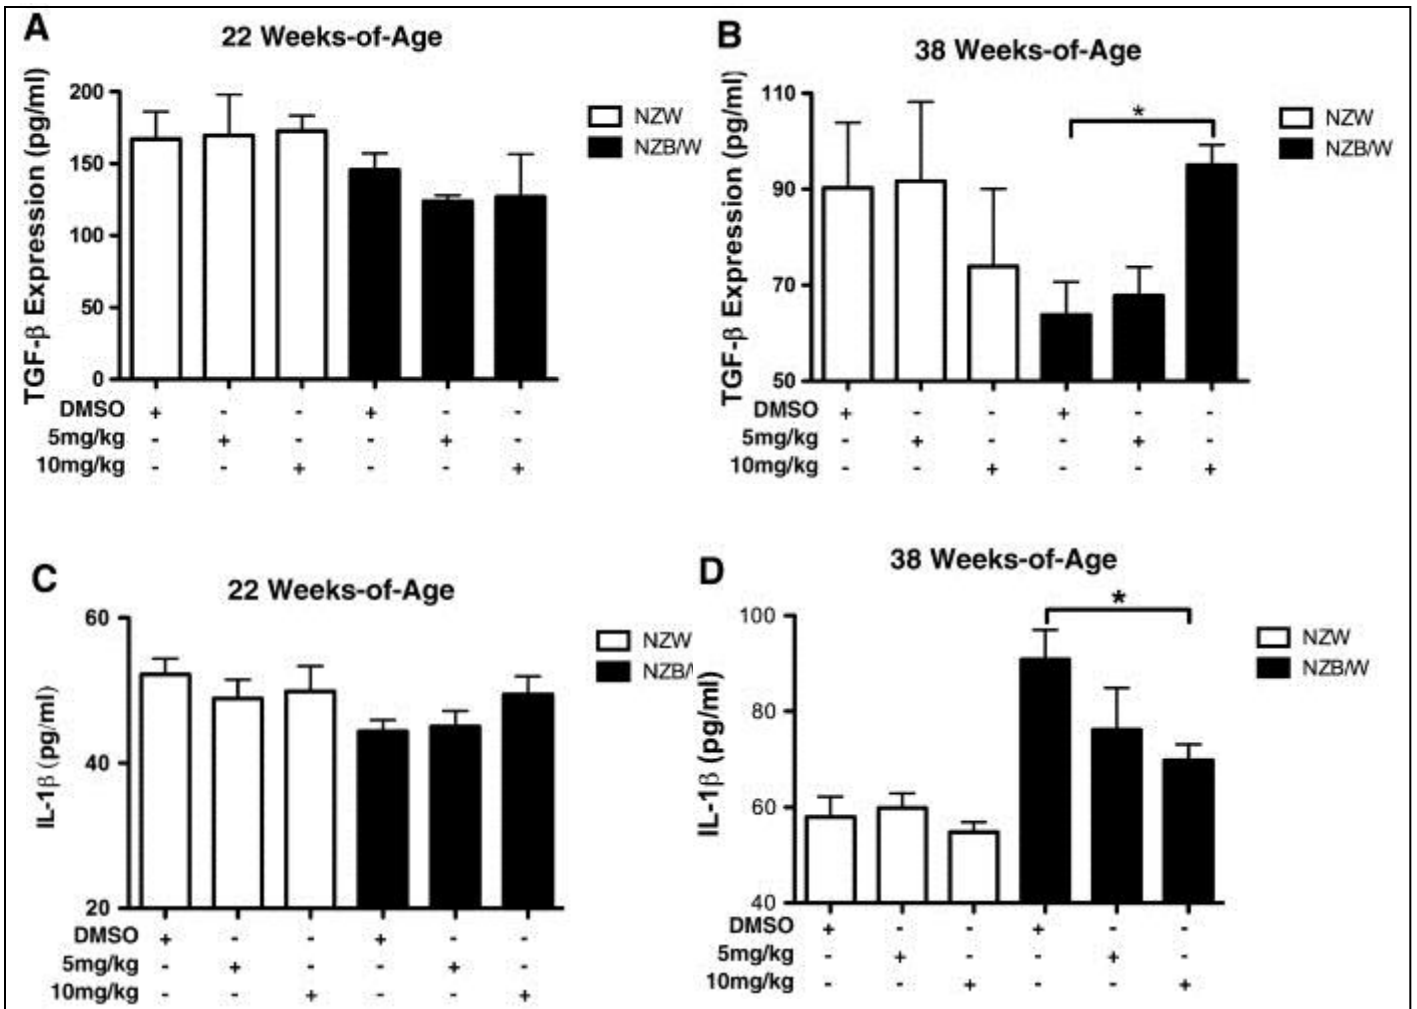 A
22 Weeks-of-Age
TGF-β Expression (pg/ml)
200
150
100
50
0
NZW
NZB/W
DMSO + - - + - -
5mg/kg - + - - + -
10mg/kg - - + - - +
B
38 Weeks-of-Age
TGF-β Expression (pg/ml)
110
90
70
50
*
NZW
NZB/W
DMSO + - - + - -
5mg/kg - + - - + -
10mg/kg - - + - - +
C
22 Weeks-of-Age
IL-1β (pg/ml)
60
40
20
NZW
NZB/
DMSO + - - + - -
5mg/kg - + - - + -
10mg/kg - - + - - +
D
38 Weeks-of-Age
IL-1β (pg/ml)
100
80
60
40
*
NZW
NZB/W
DMSO + - - + - -
5mg/kg - + - - + -
10mg/kg - - + - - +